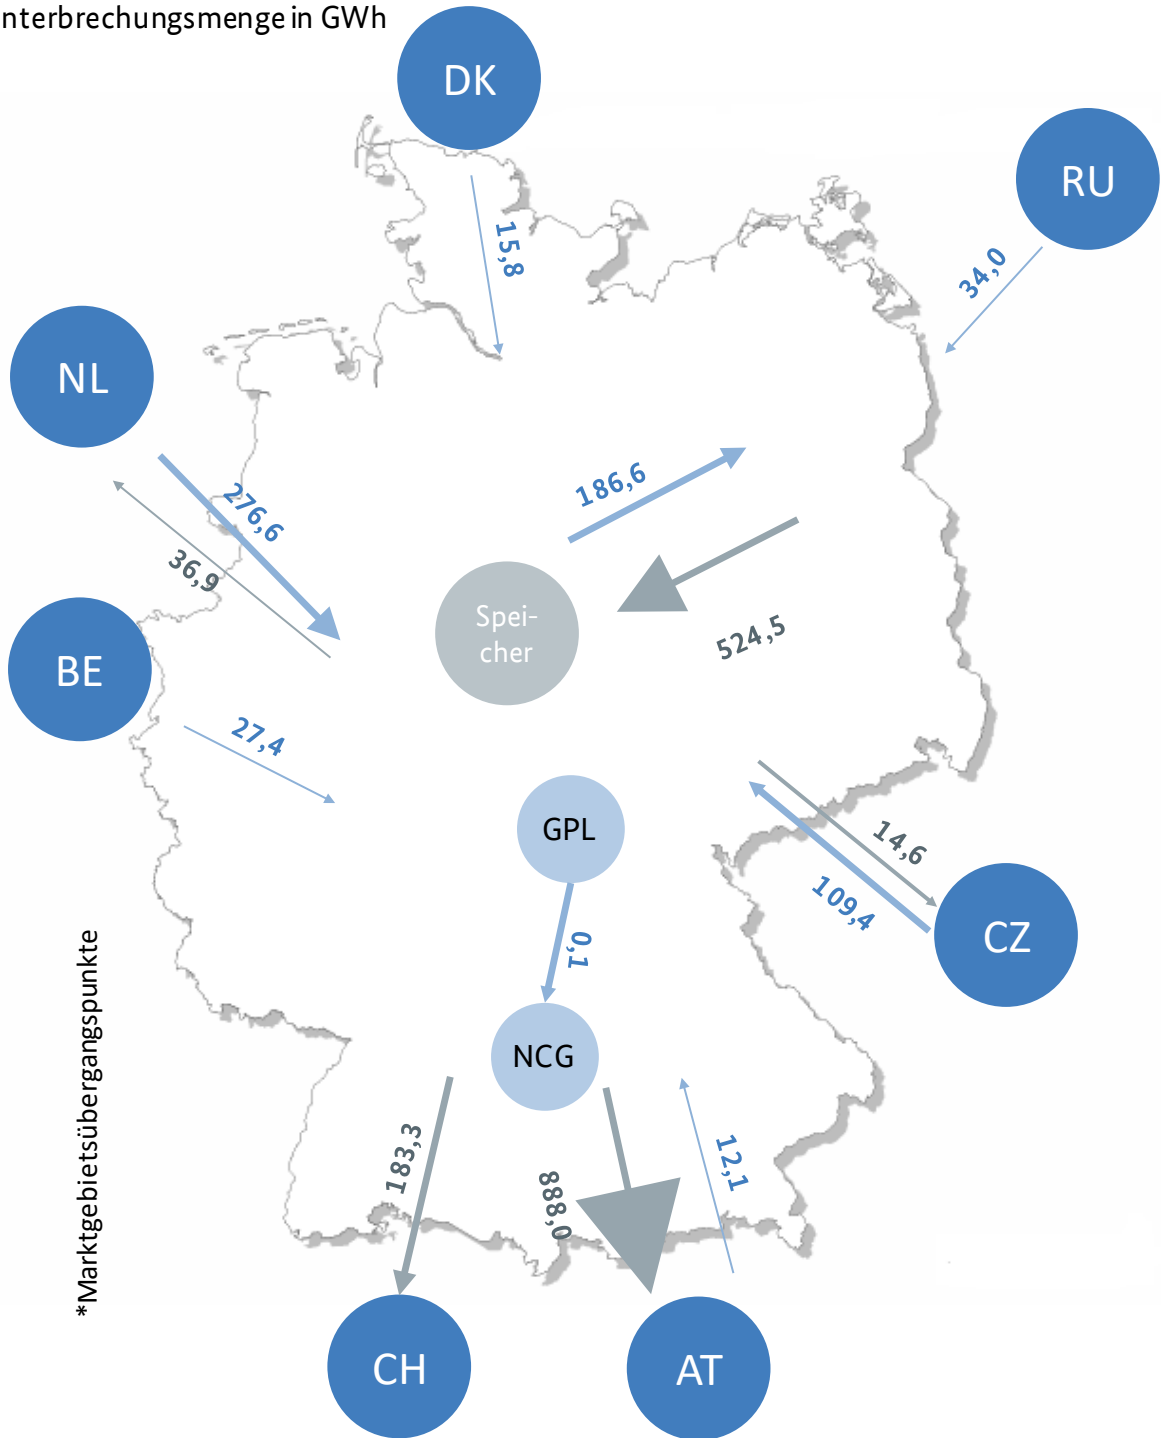 nterbrechungsmenge in GWh
DK
RU
15,8
34,0
NL
276,6
36,9
186,6
524,5
Spei-
cher
BE
27,4
GPL
14,6
109,4
CZ
0,1
NCG
*Marktgebietsübergangspunkte
183,3
888,0
12,1
CH
AT